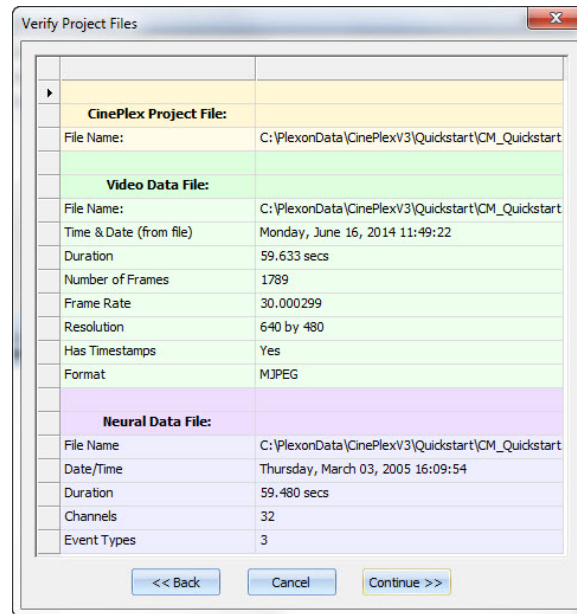 Verify Project Files
CinePlex Project File:
File Name: C:\PlexonData\CinePlexV3\Quickstart\CM_Quickstart
Video Data File:
File Name: C:\PlexonData\CinePlexV3\Quickstart\CM_Quickstart
Time & Date (from file) Monday, June 16, 2014 11:49:22
Duration 59.633 secs
Number of Frames 1789
Frame Rate 30.000299
Resolution 640 by 480
Has Timestamps Yes
Format MJPEG
Neural Data File:
File Name C:\PlexonData\CinePlexV3\Quickstart\CM_Quickstart
Date/Time Thursday, March 03, 2005 16:09:54
Duration 59.480 secs
Channels 32
Event Types 3
<< Back Cancel Continue >>